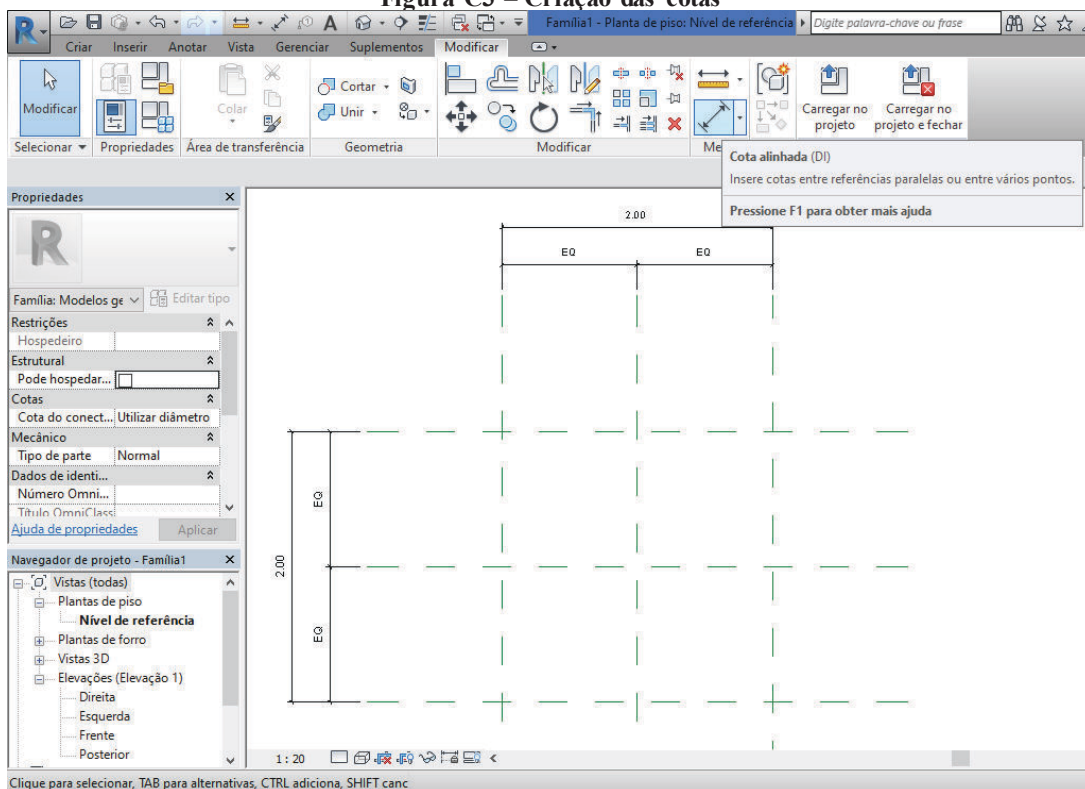 Figura C3 – Criação das cotas
Família1 - Planta de piso: Nível de referência
Digite palavra-chave ou frase
Criar Inserir Anotar Vista Gerenciar Suplementos Modificar
Modificar
Colar
Cortar
Unir
Carregar no projeto
Carregar no projeto e fechar
Selecionar Propriedades Área de transferência Geometria Modificar Me
Cota alinhada (DI)
Insere cotas entre referências paralelas ou entre vários pontos.
Pressione F1 para obter mais ajuda
Propriedades
Família: Modelos ge Editar tipo
Restrições
Hospedeiro
Estrutural
Pode hospedar...
Cotas
Cota do conect... Utilizar diâmetro
Mecânico
Tipo de parte Normal
Dados de identi...
Número Omni...
Título OmniClass
Ajuda de propriedades Aplicar
Navegador de projeto - Família1
Vistas (todas)
Plantas de piso
Nível de referência
Plantas de forro
Vistas 3D
Elevações (Elevação 1)
Direita
Esquerda
Frente
Posterior
2.00
EQ EQ
EQ
2.00
EQ
1 : 20
Clique para selecionar, TAB para alternativas, CTRL adiciona, SHIFT canc